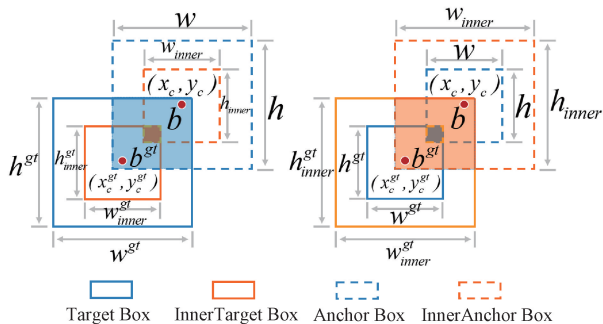 w
w_inner
(x_c, y_c)
b
h_inner
h
h^gt
h^gt_inner
b^gt
(x^gt_c, y^gt_c)
w^gt_inner
w^gt
w_inner
w
(x_c, y_c)
b
h
h_inner
h^gt_inner
h^gt
b^gt
(x^gt_c, y^gt_c)
w^gt
w^gt_inner
Target Box InnerTarget Box Anchor Box InnerAnchor Box